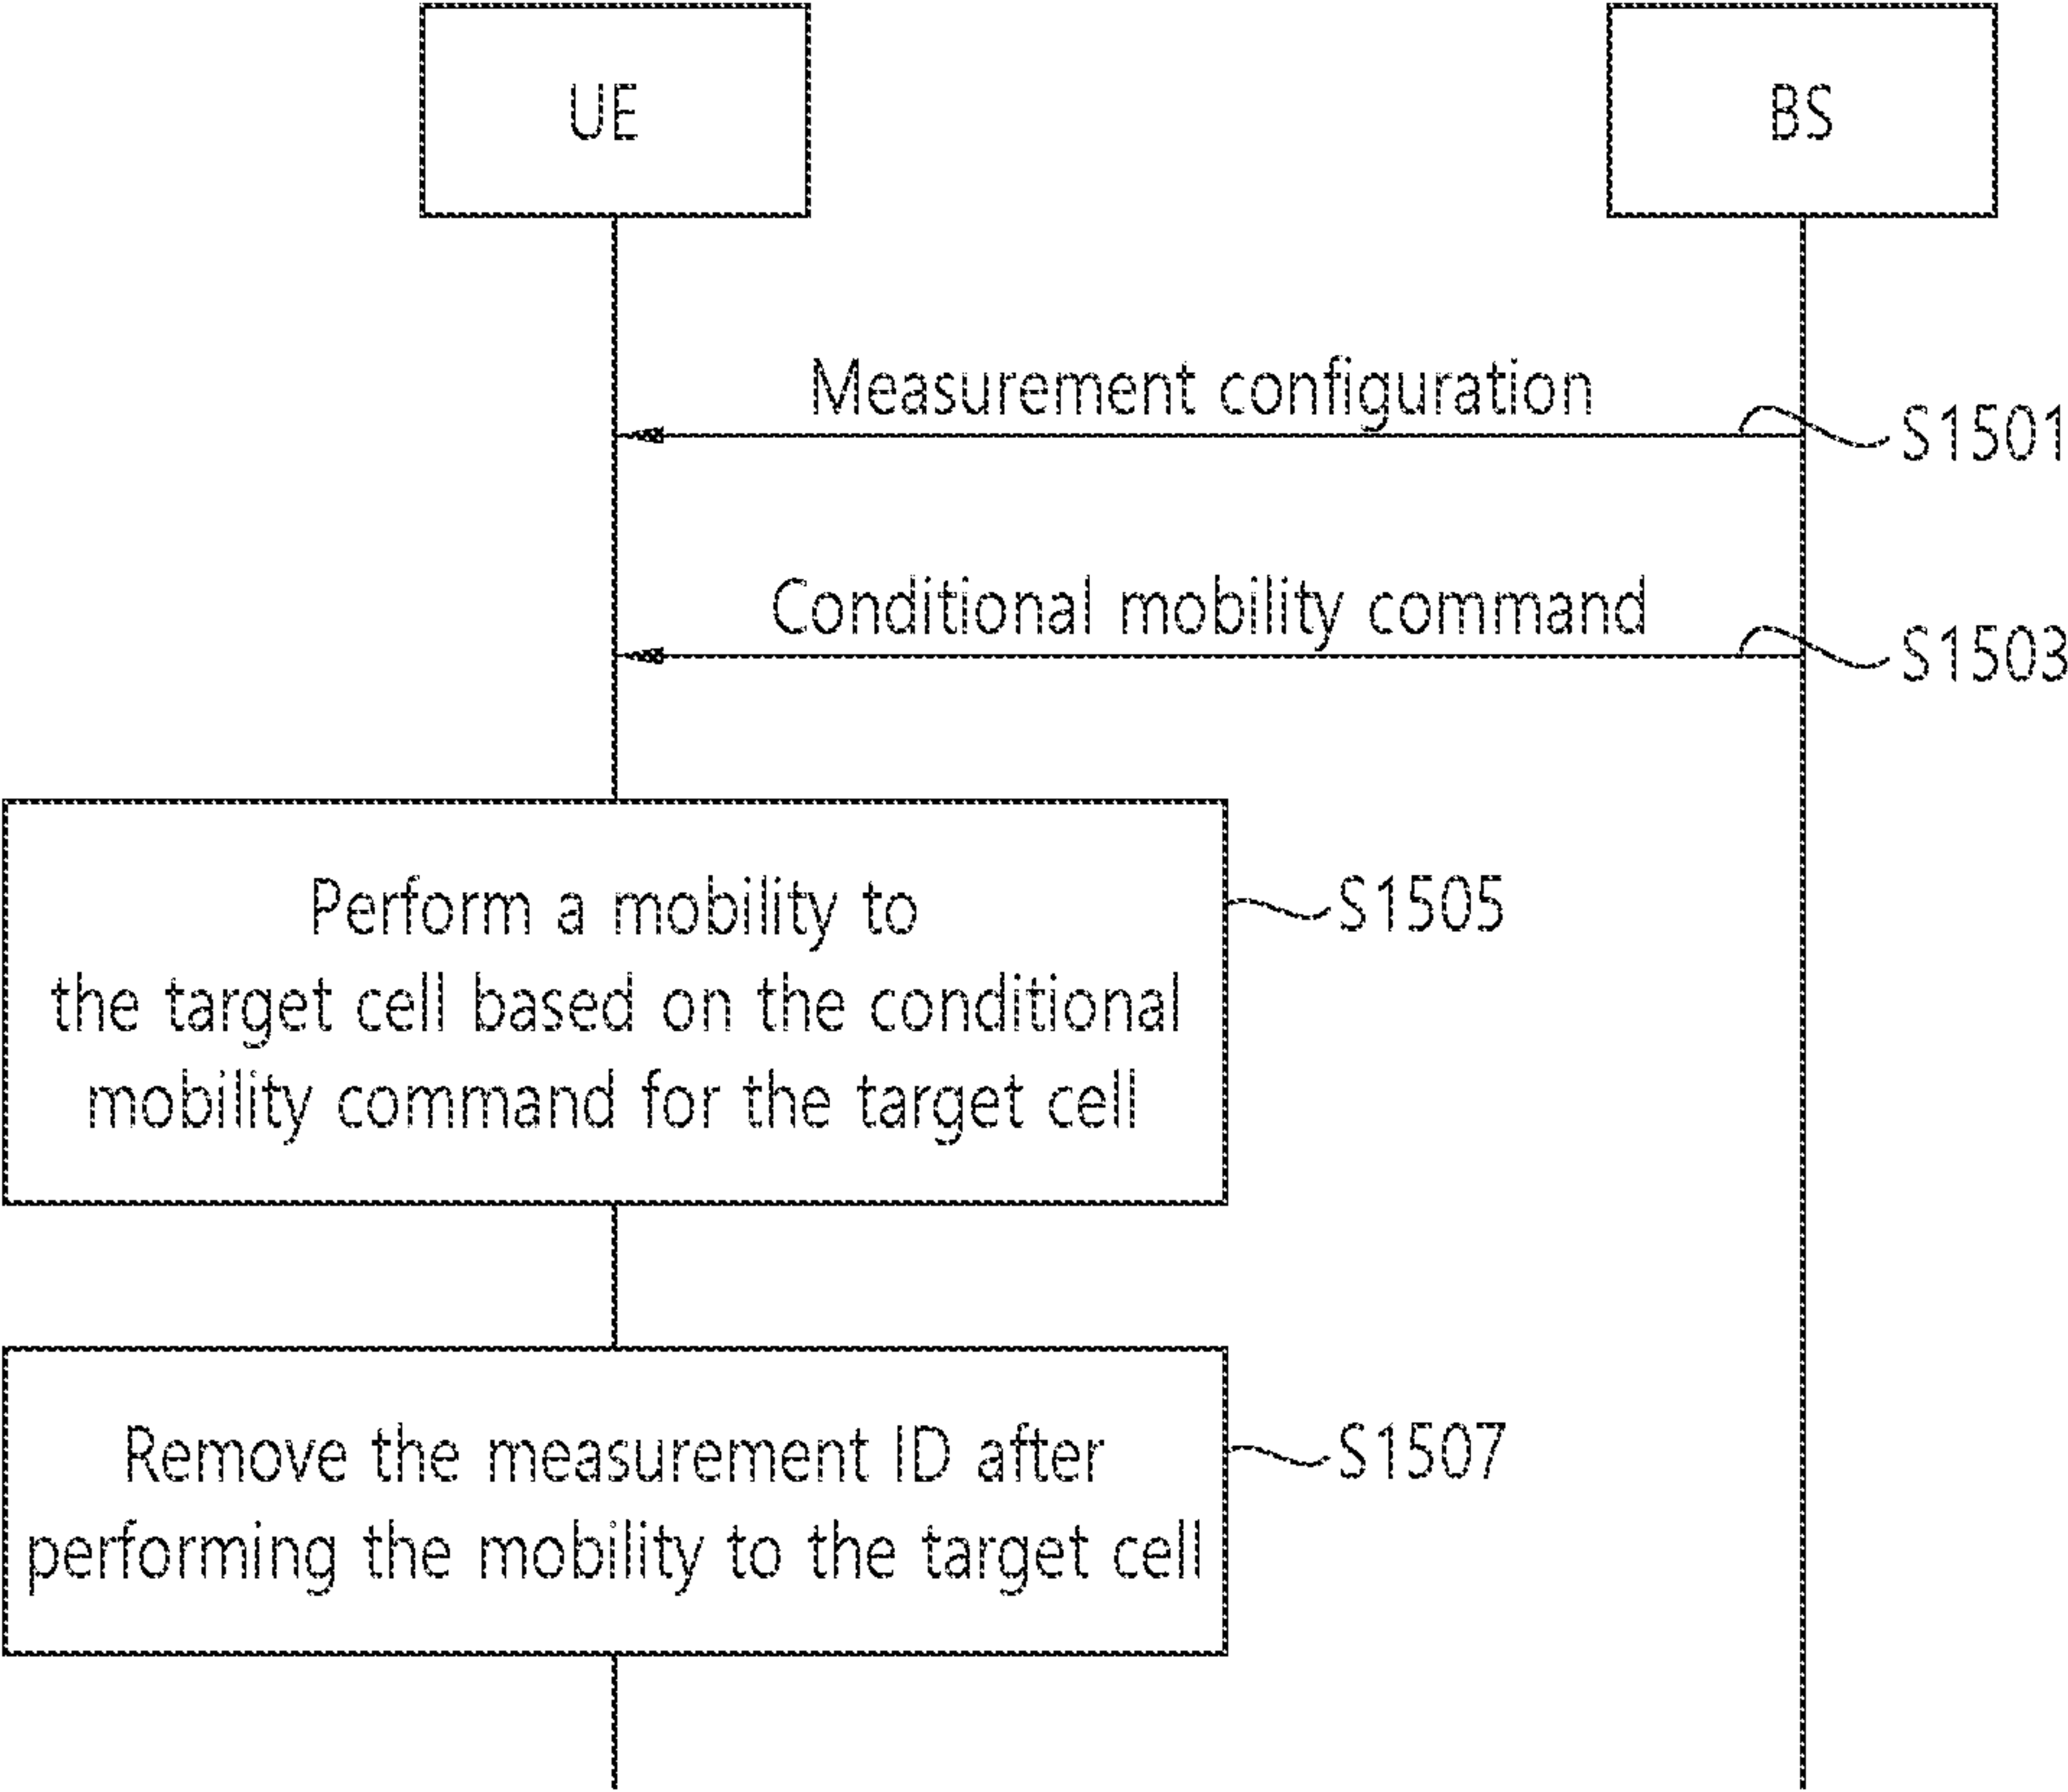 UE
BS
Measurement configuration
S1501
Conditional mobility command
S1503
Perform a mobility to
the target cell based on the conditional
mobility command for the target cell
S1505
Remove the measurement ID after
performing the mobility to the target cell
S1507